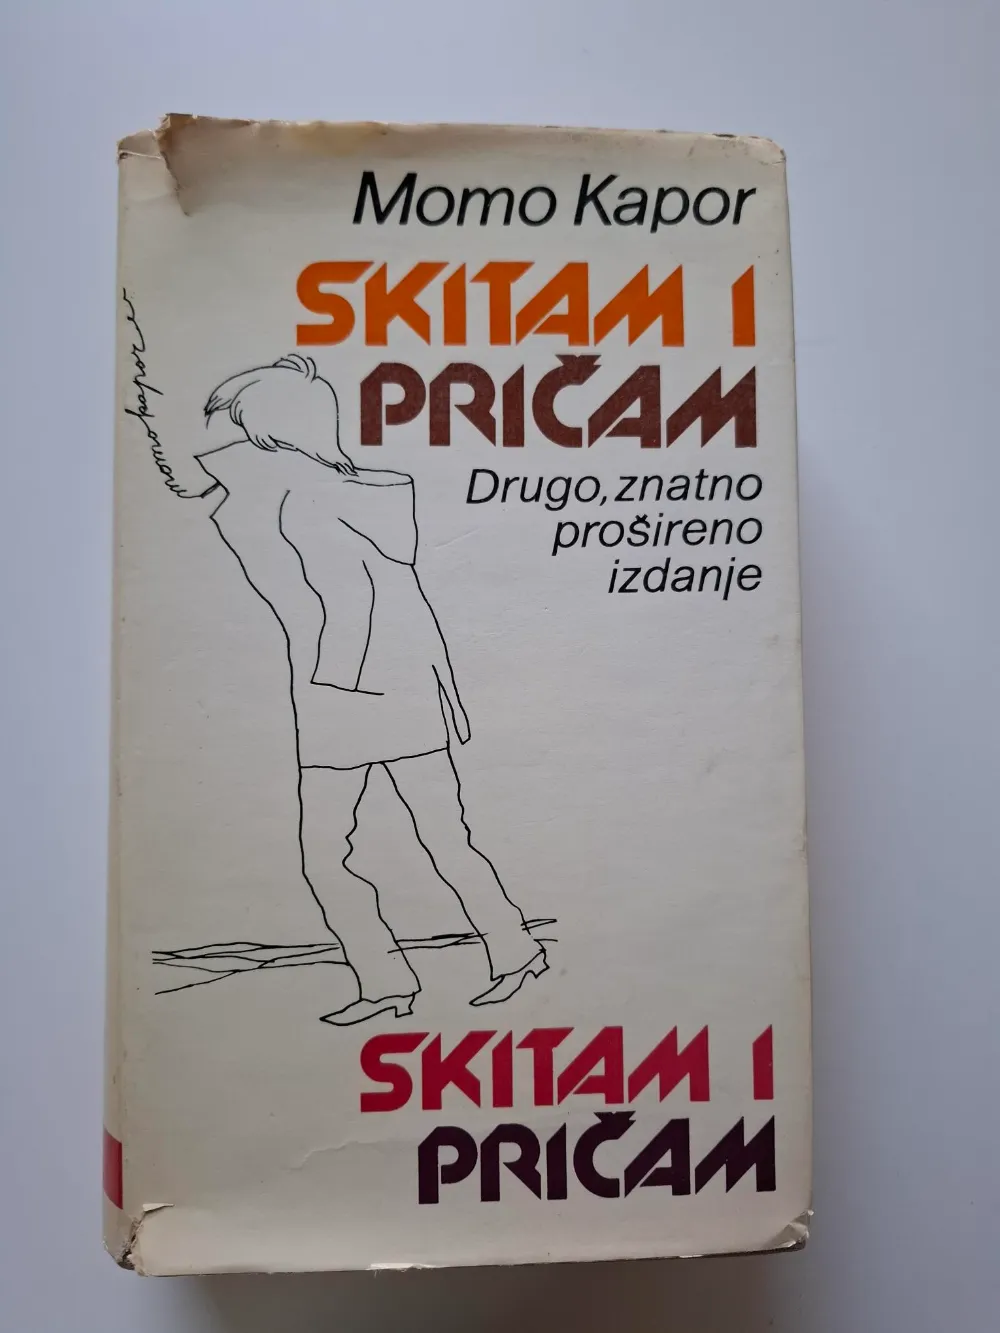 Momo Kapor
SKITAM I
PRIČAM
Drugo, znatno
prošireno
izdanje
momo kapor
SKITAM I
PRIČAM